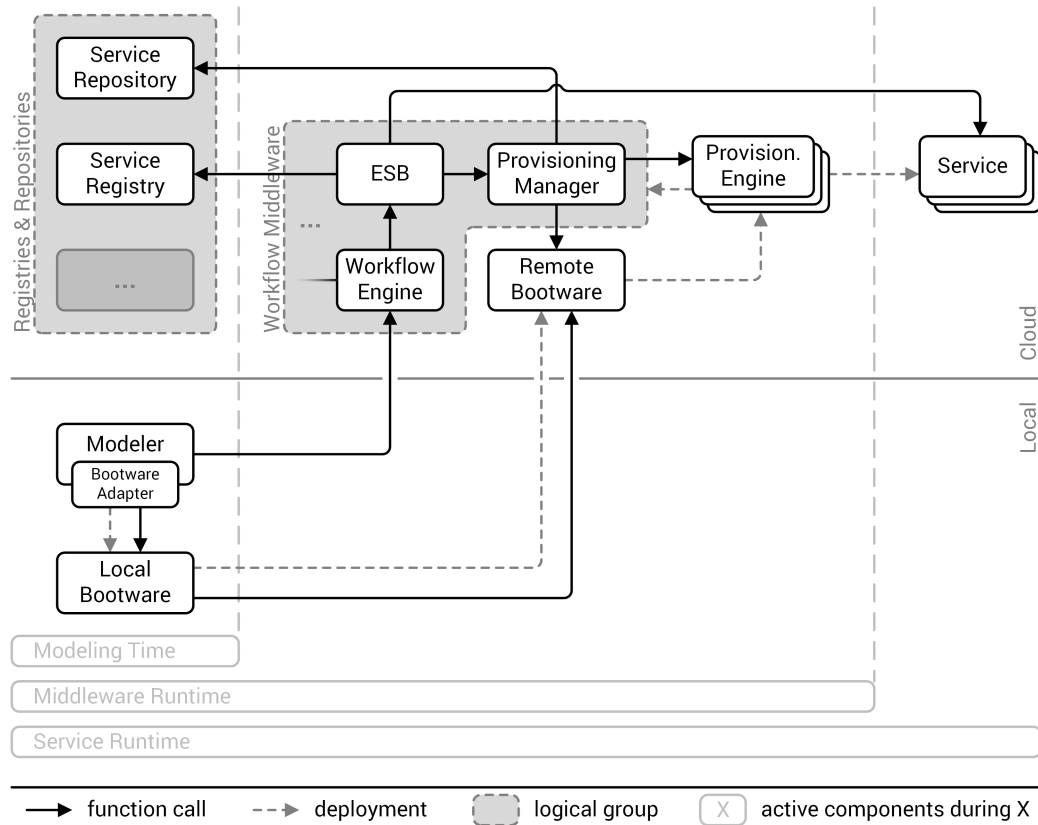 Registries & Repositories
Service
Repository
Service
Registry
...
Workflow Middleware
ESB
Provisioning
Manager
...
Workflow
Engine
Remote
Bootware
Provision.
Engine
Service
Cloud
Local
Modeler
Bootware
Adapter
Local
Bootware
Modeling Time
Middleware Runtime
Service Runtime
function call
deployment
logical group
X
active components during X